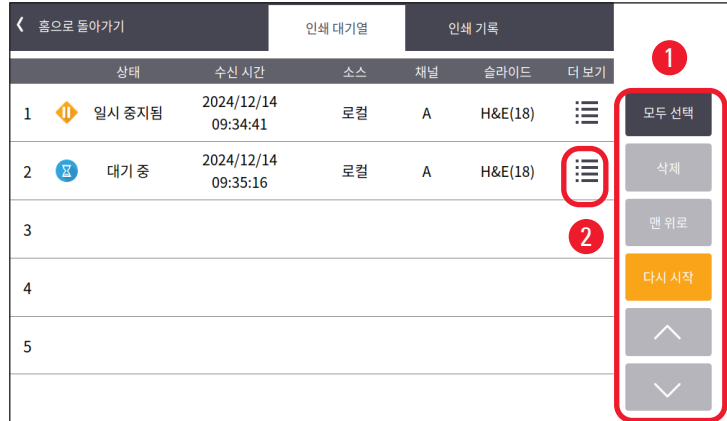 홈으로 돌아가기 인쇄 대기열 인쇄 기록
상태 수신 시간 소스 채널 슬라이드 더 보기
1 일시 중지됨 2024/12/14 09:34:41 로컬 A H&E(18)
2 대기 중 2024/12/14 09:35:16 로컬 A H&E(18)
3
4
5
1
모두 선택
삭제
맨 위로
다시 시작
2